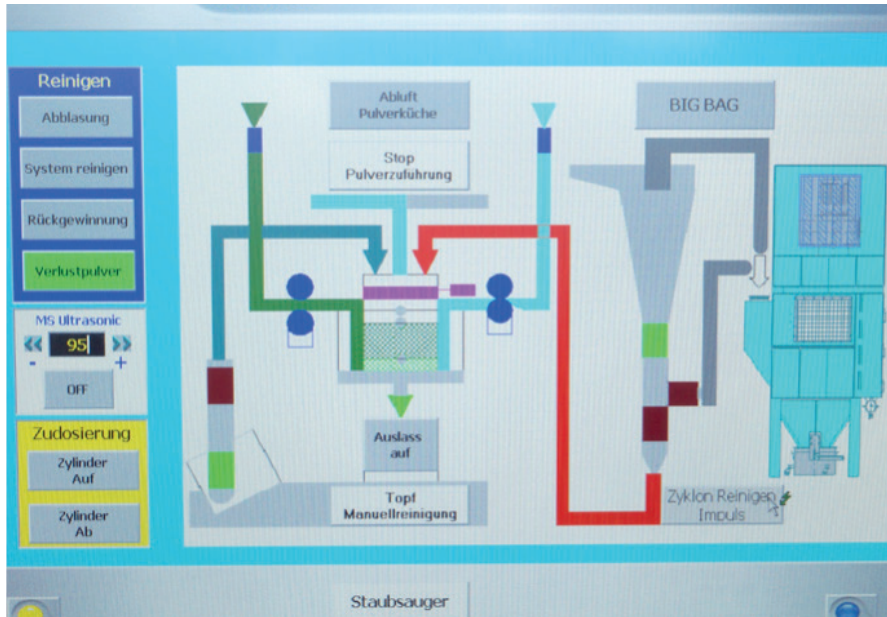 Reinigen
Abblasung
System reinigen
Rückgewinnung
Verlustpulver
MS Ultrasonic
95
- +
OFF
Zudosierung
Zylinder
Auf
Zylinder
Ab
Abluft
Pulverküche
Stop
Pulverzuführung
BIG BAG
Auslass
auf
Topf
Manuellreinigung
Zyklon Reinigen
Impuls
Staubsauger